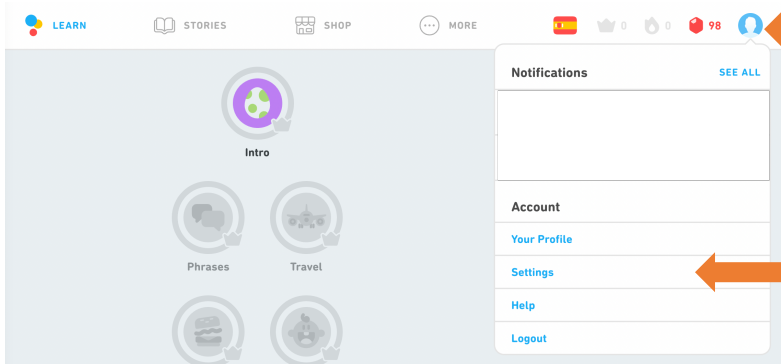 LEARN STORIES SHOP MORE 0 0 98
Notifications SEE ALL
Intro
Account
Your Profile
Phrases Travel
Settings
Help
Logout